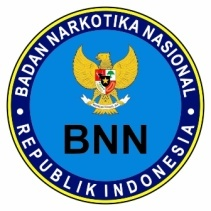 BADAN NARKOTIKA NASIONAL
BNN
REPUBLIK INDONESIA